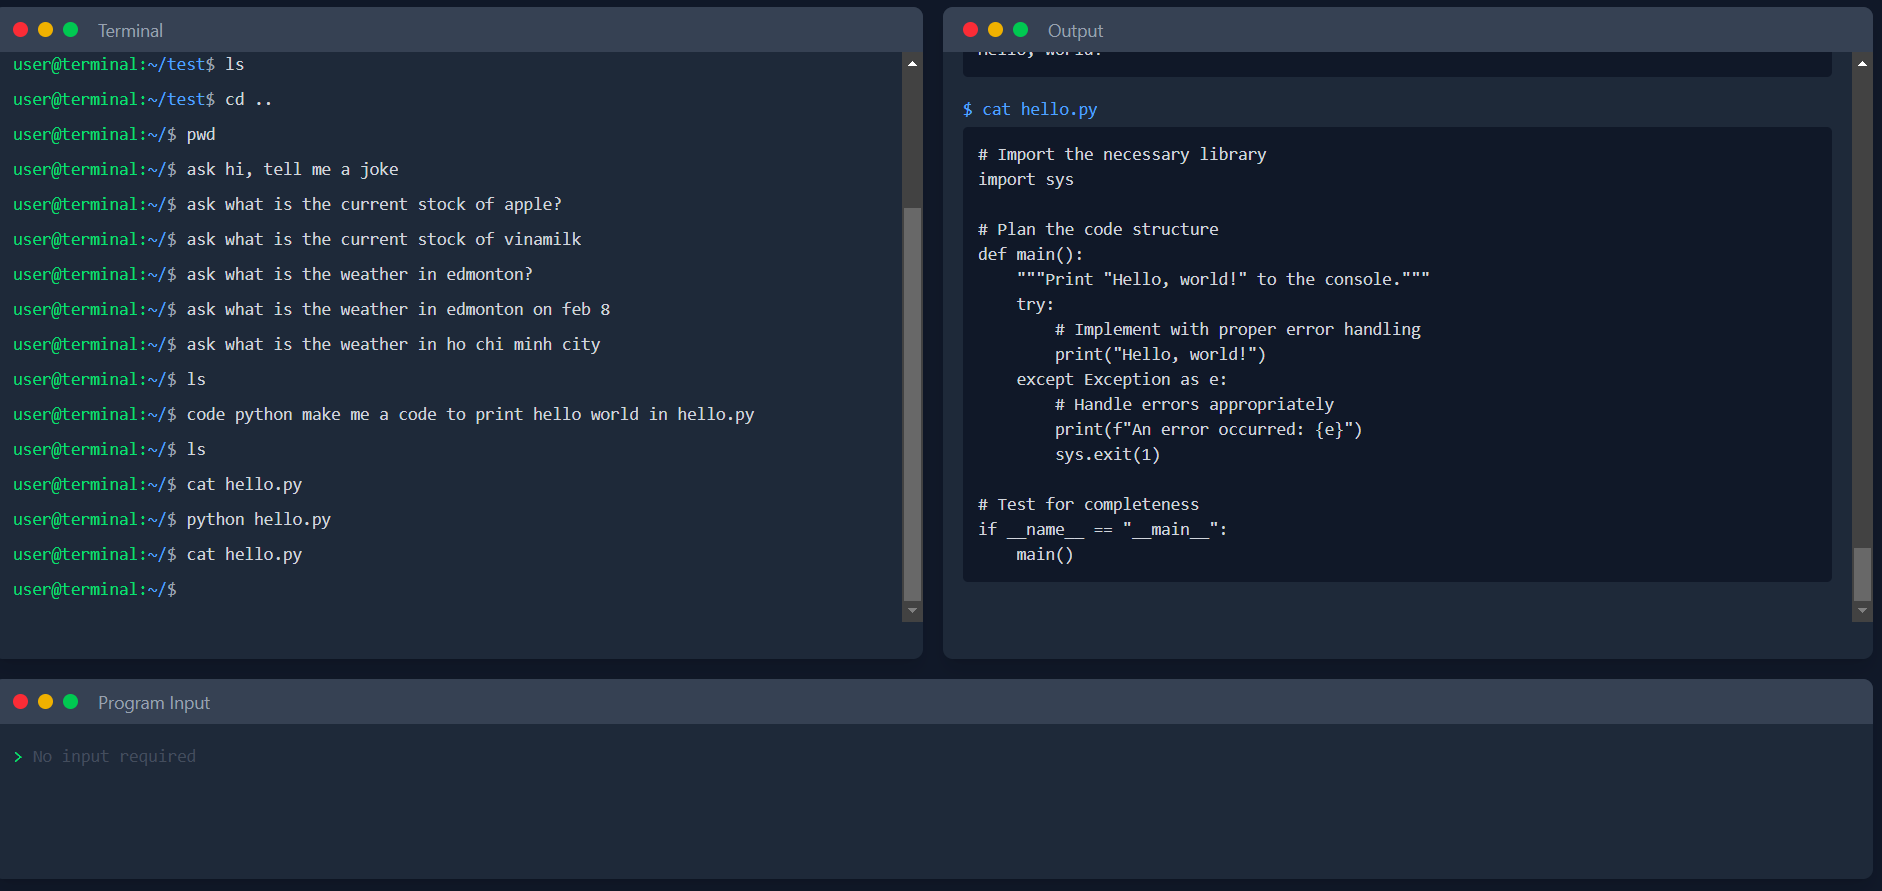 Terminal
user@terminal:~/test$ ls
user@terminal:~/test$ cd ..
user@terminal:~/$ pwd
user@terminal:~/$ ask hi, tell me a joke
user@terminal:~/$ ask what is the current stock of apple?
user@terminal:~/$ ask what is the current stock of vinamilk
user@terminal:~/$ ask what is the weather in edmonton?
user@terminal:~/$ ask what is the weather in edmonton on feb 8
user@terminal:~/$ ask what is the weather in ho chi minh city
user@terminal:~/$ ls
user@terminal:~/$ code python make me a code to print hello world in hello.py
user@terminal:~/$ ls
user@terminal:~/$ cat hello.py
user@terminal:~/$ python hello.py
user@terminal:~/$ cat hello.py
user@terminal:~/$
Output
Hello, world!
$ cat hello.py
# Import the necessary library
import sys

# Plan the code structure
def main():
    """Print "Hello, world!" to the console."""
    try:
        # Implement with proper error handling
        print("Hello, world!")
    except Exception as e:
        # Handle errors appropriately
        print(f"An error occurred: {e}")
        sys.exit(1)

# Test for completeness
if __name__ == "__main__":
    main()
Program Input
> No input required